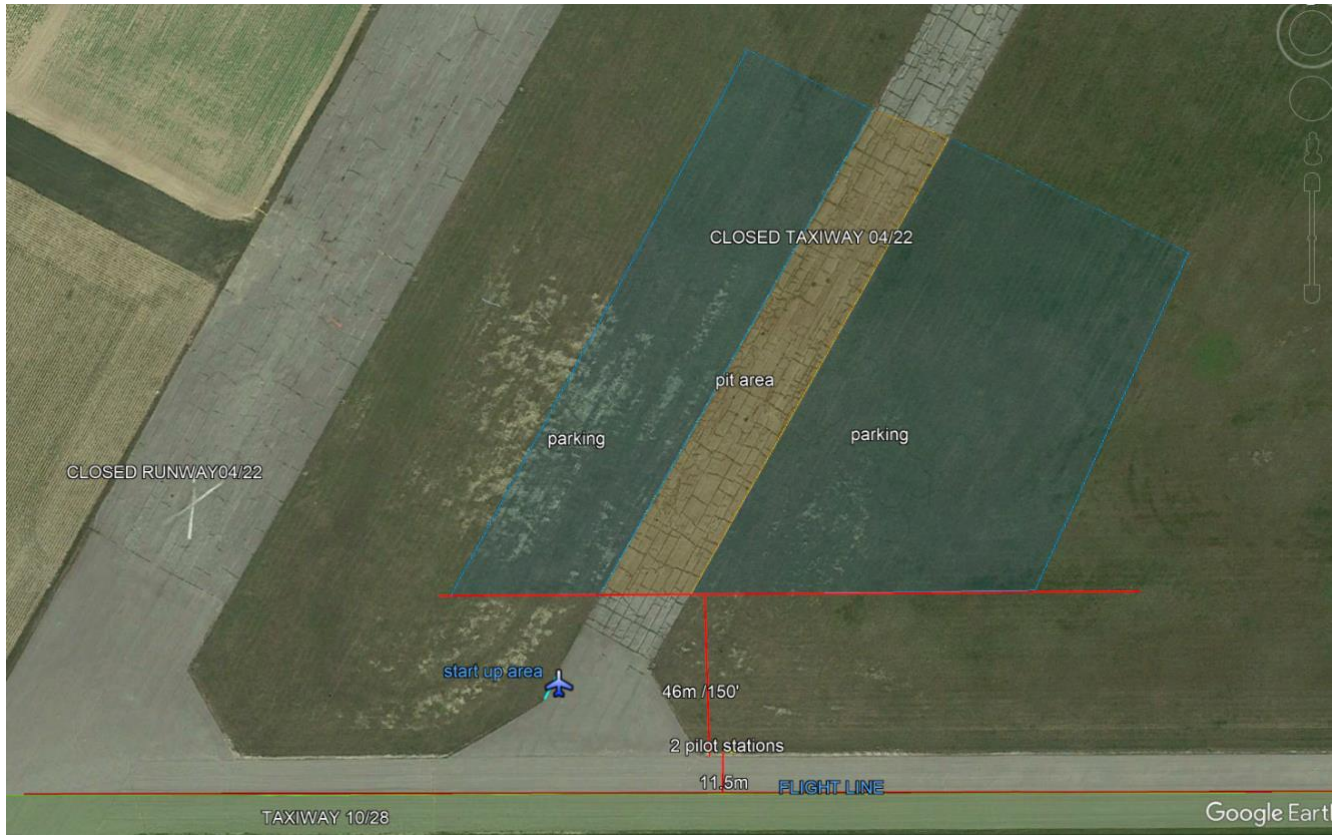 CLOSED TAXIWAY 04/22
pit area
parking
parking
CLOSED RUNWAY04/22
start up area
46m /150'
2 pilot stations
11,5m
FLIGHT LINE
TAXIWAY 10/28
Google Earth